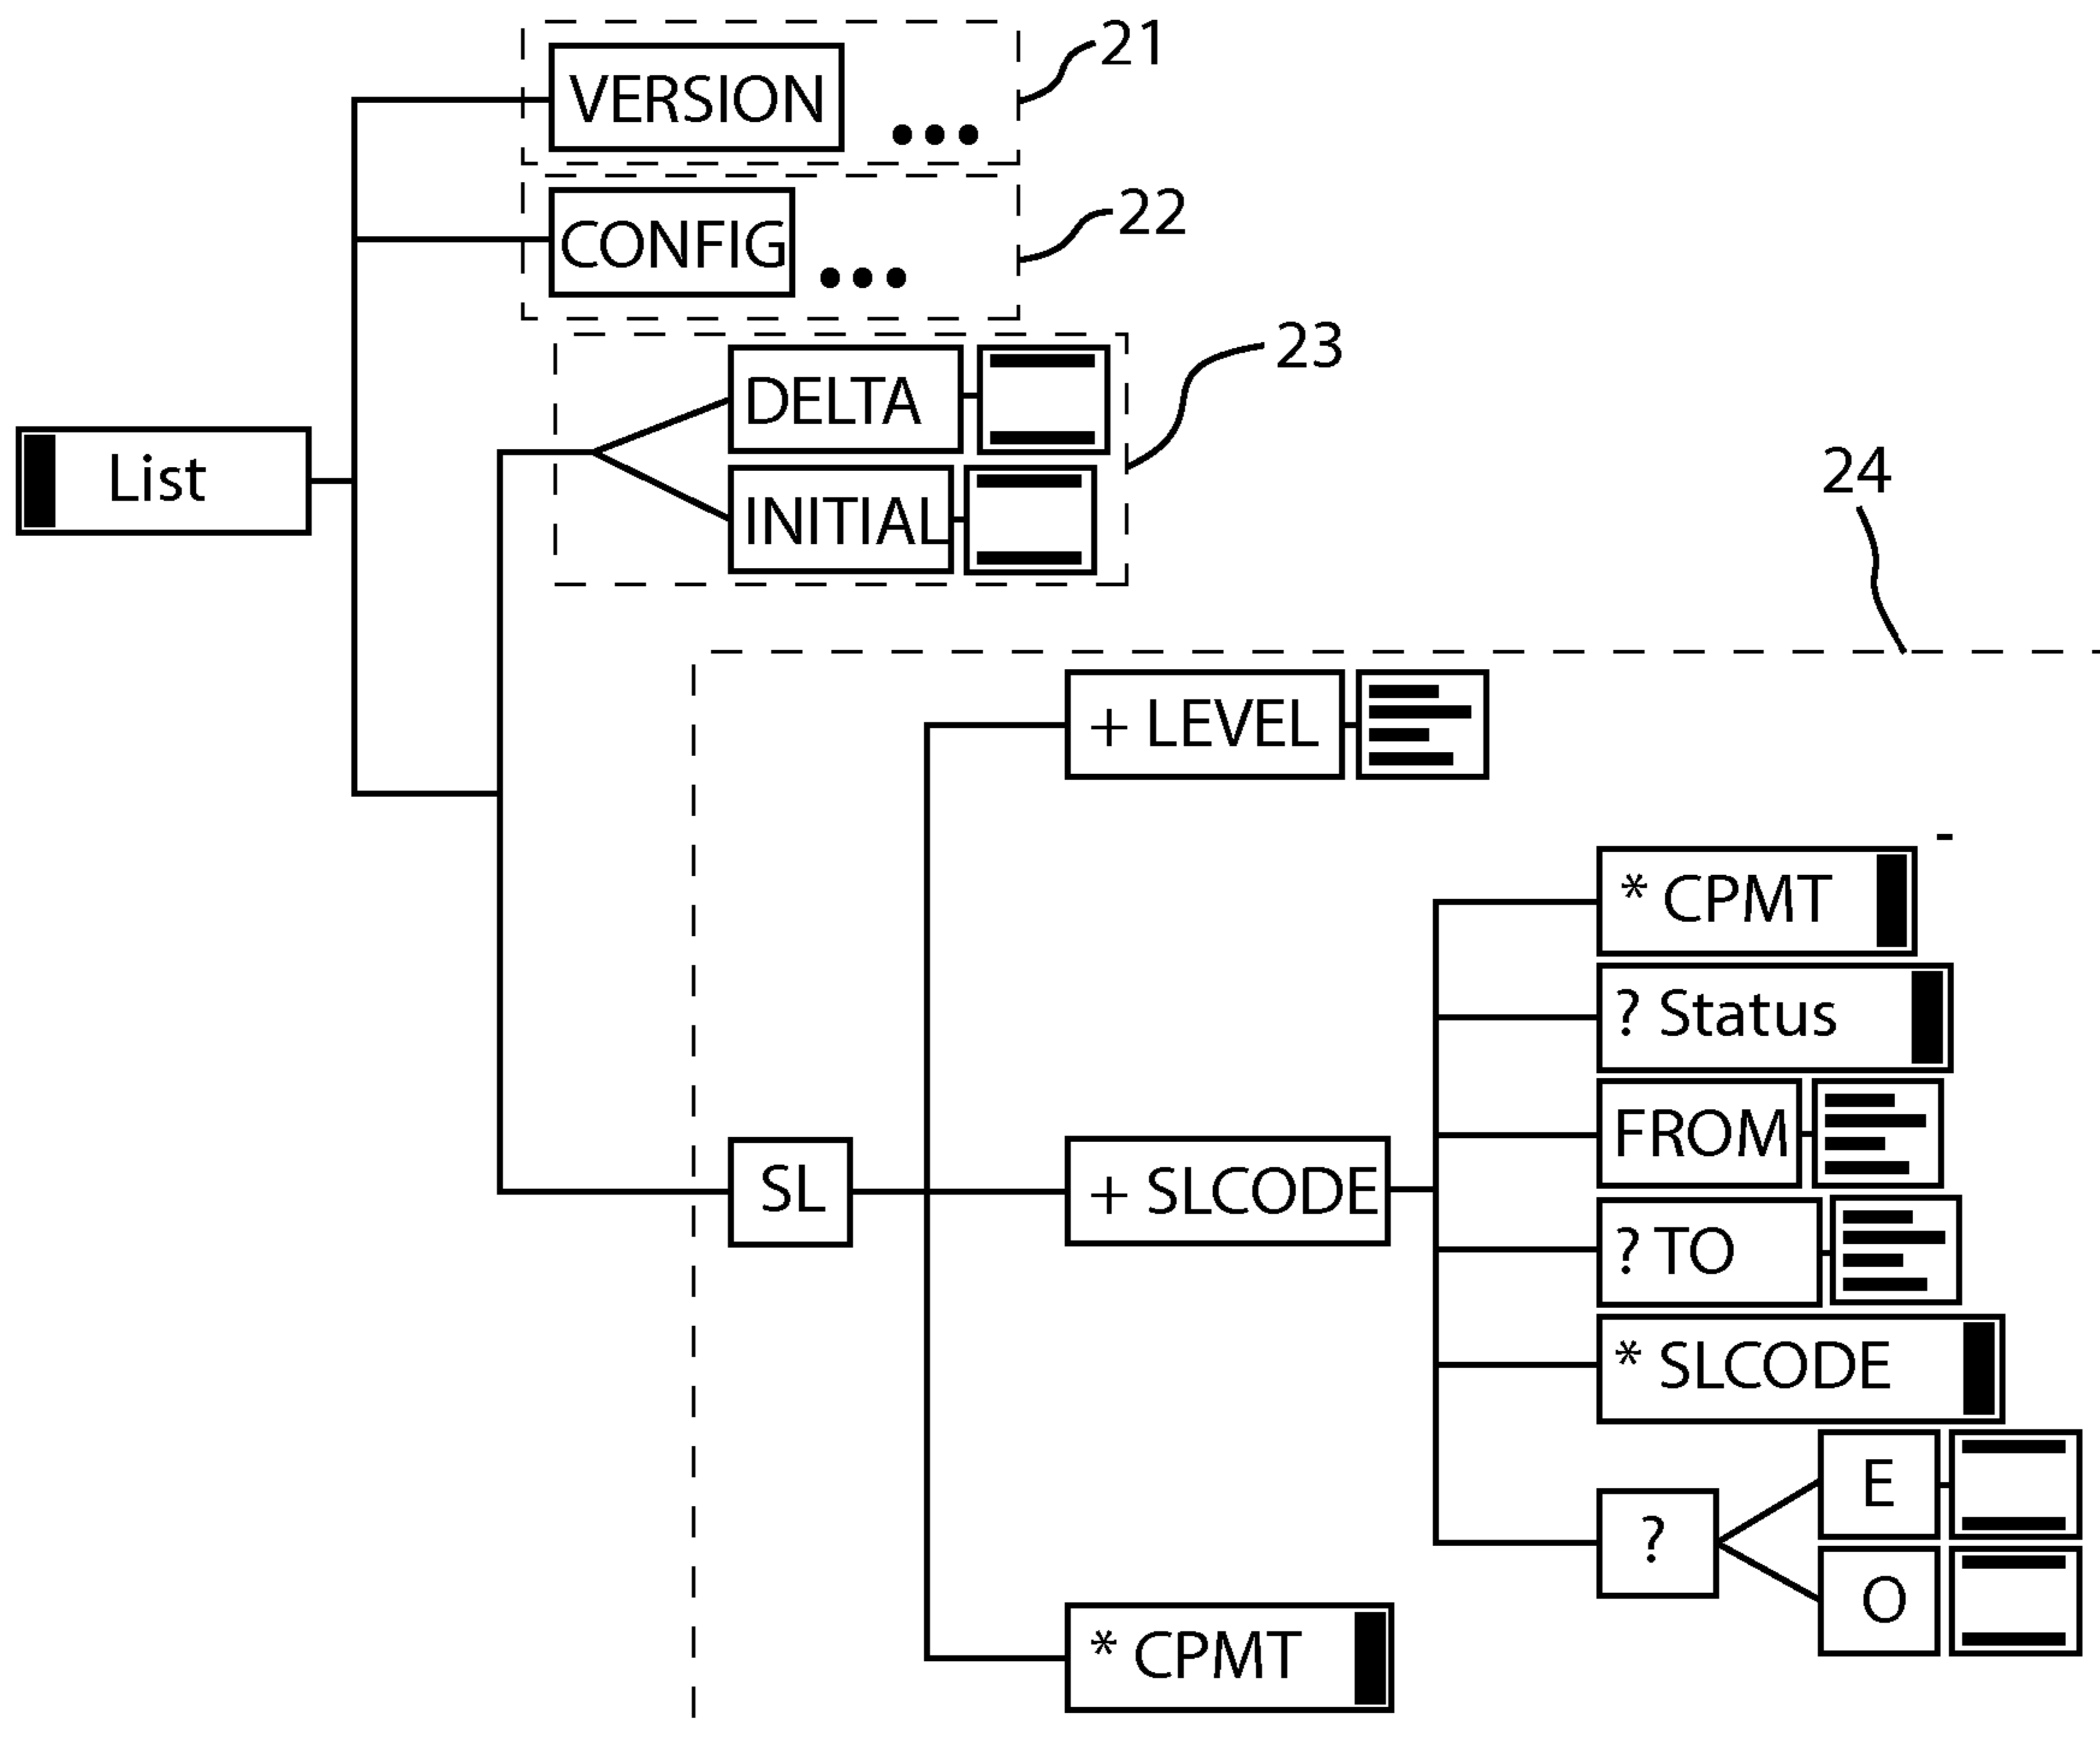 VERSION
21
CONFIG
22
DELTA
23
INITIAL
List
24
+ LEVEL
* CPMT
? Status
FROM
SL
+ SLCODE
? TO
* SLCODE
E
?
O
* CPMT